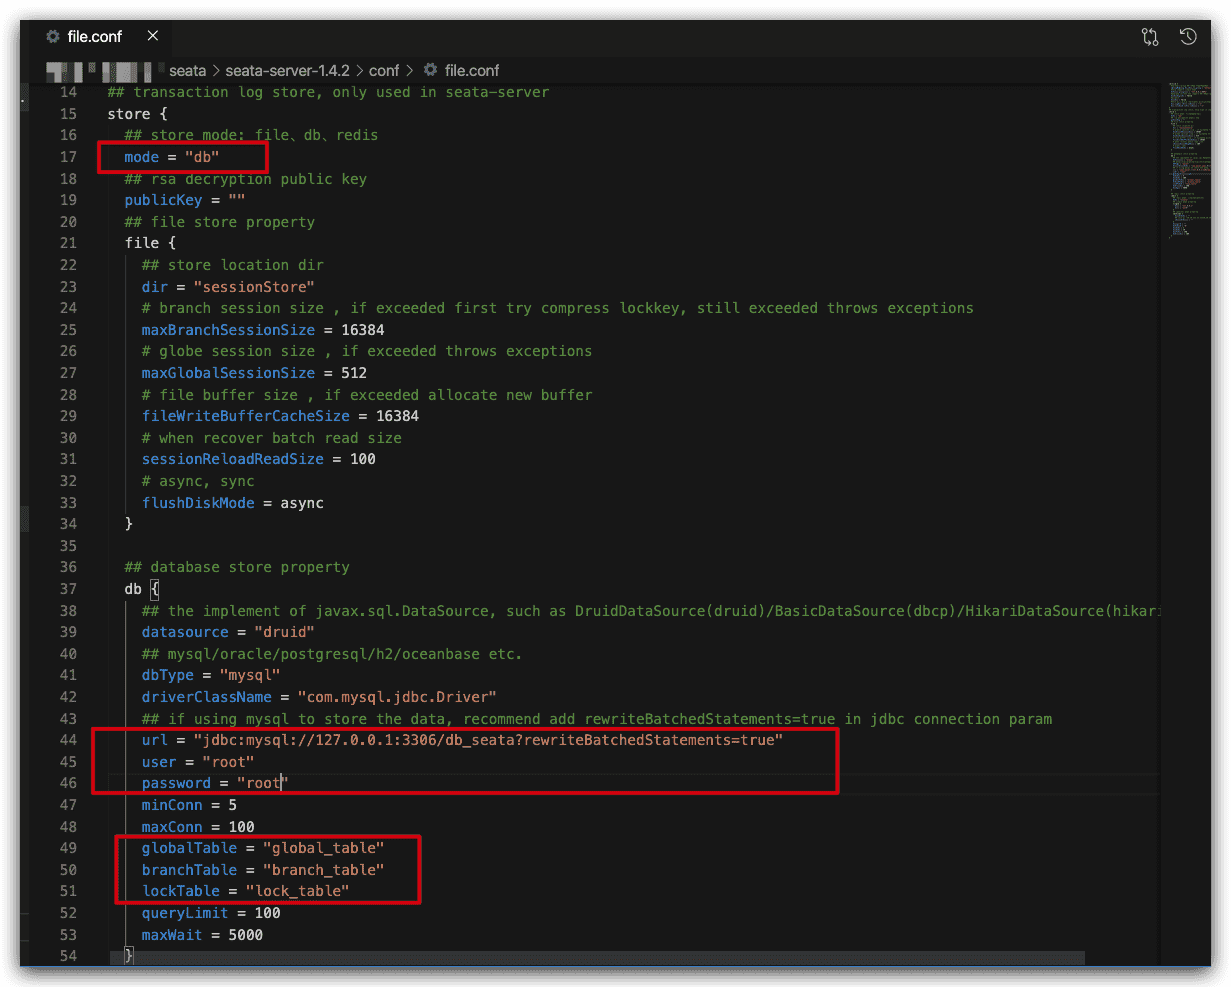 file.conf
seata > seata-server-1.4.2 > conf > file.conf
14 ## transaction log store, only used in seata-server
15 store {
16 ## store mode: file、db、redis
17 mode = "db"
18 ## rsa decryption public key
19 publicKey = ""
20 ## file store property
21 file {
22 ## store location dir
23 dir = "sessionStore"
24 # branch session size , if exceeded first try compress lockkey, still exceeded throws exceptions
25 maxBranchSessionSize = 16384
26 # globe session size , if exceeded throws exceptions
27 maxGlobalSessionSize = 512
28 # file buffer size , if exceeded allocate new buffer
29 fileWriteBufferCacheSize = 16384
30 # when recover batch read size
31 sessionReloadReadSize = 100
32 # async, sync
33 flushDiskMode = async
34 }
35
36 ## database store property
37 db {
38 ## the implement of javax.sql.DataSource, such as DruidDataSource(druid)/BasicDataSource(dbcp)/HikariDataSource(hikari
39 datasource = "druid"
40 ## mysql/oracle/postgresql/h2/oceanbase etc.
41 dbType = "mysql"
42 driverClassName = "com.mysql.jdbc.Driver"
43 ## if using mysql to store the data, recommend add rewriteBatchedStatements=true in jdbc connection param
44 url = "jdbc:mysql://127.0.0.1:3306/db_seata?rewriteBatchedStatements=true"
45 user = "root"
46 password = "root"
47 minConn = 5
48 maxConn = 100
49 globalTable = "global_table"
50 branchTable = "branch_table"
51 lockTable = "lock_table"
52 queryLimit = 100
53 maxWait = 5000
54 }